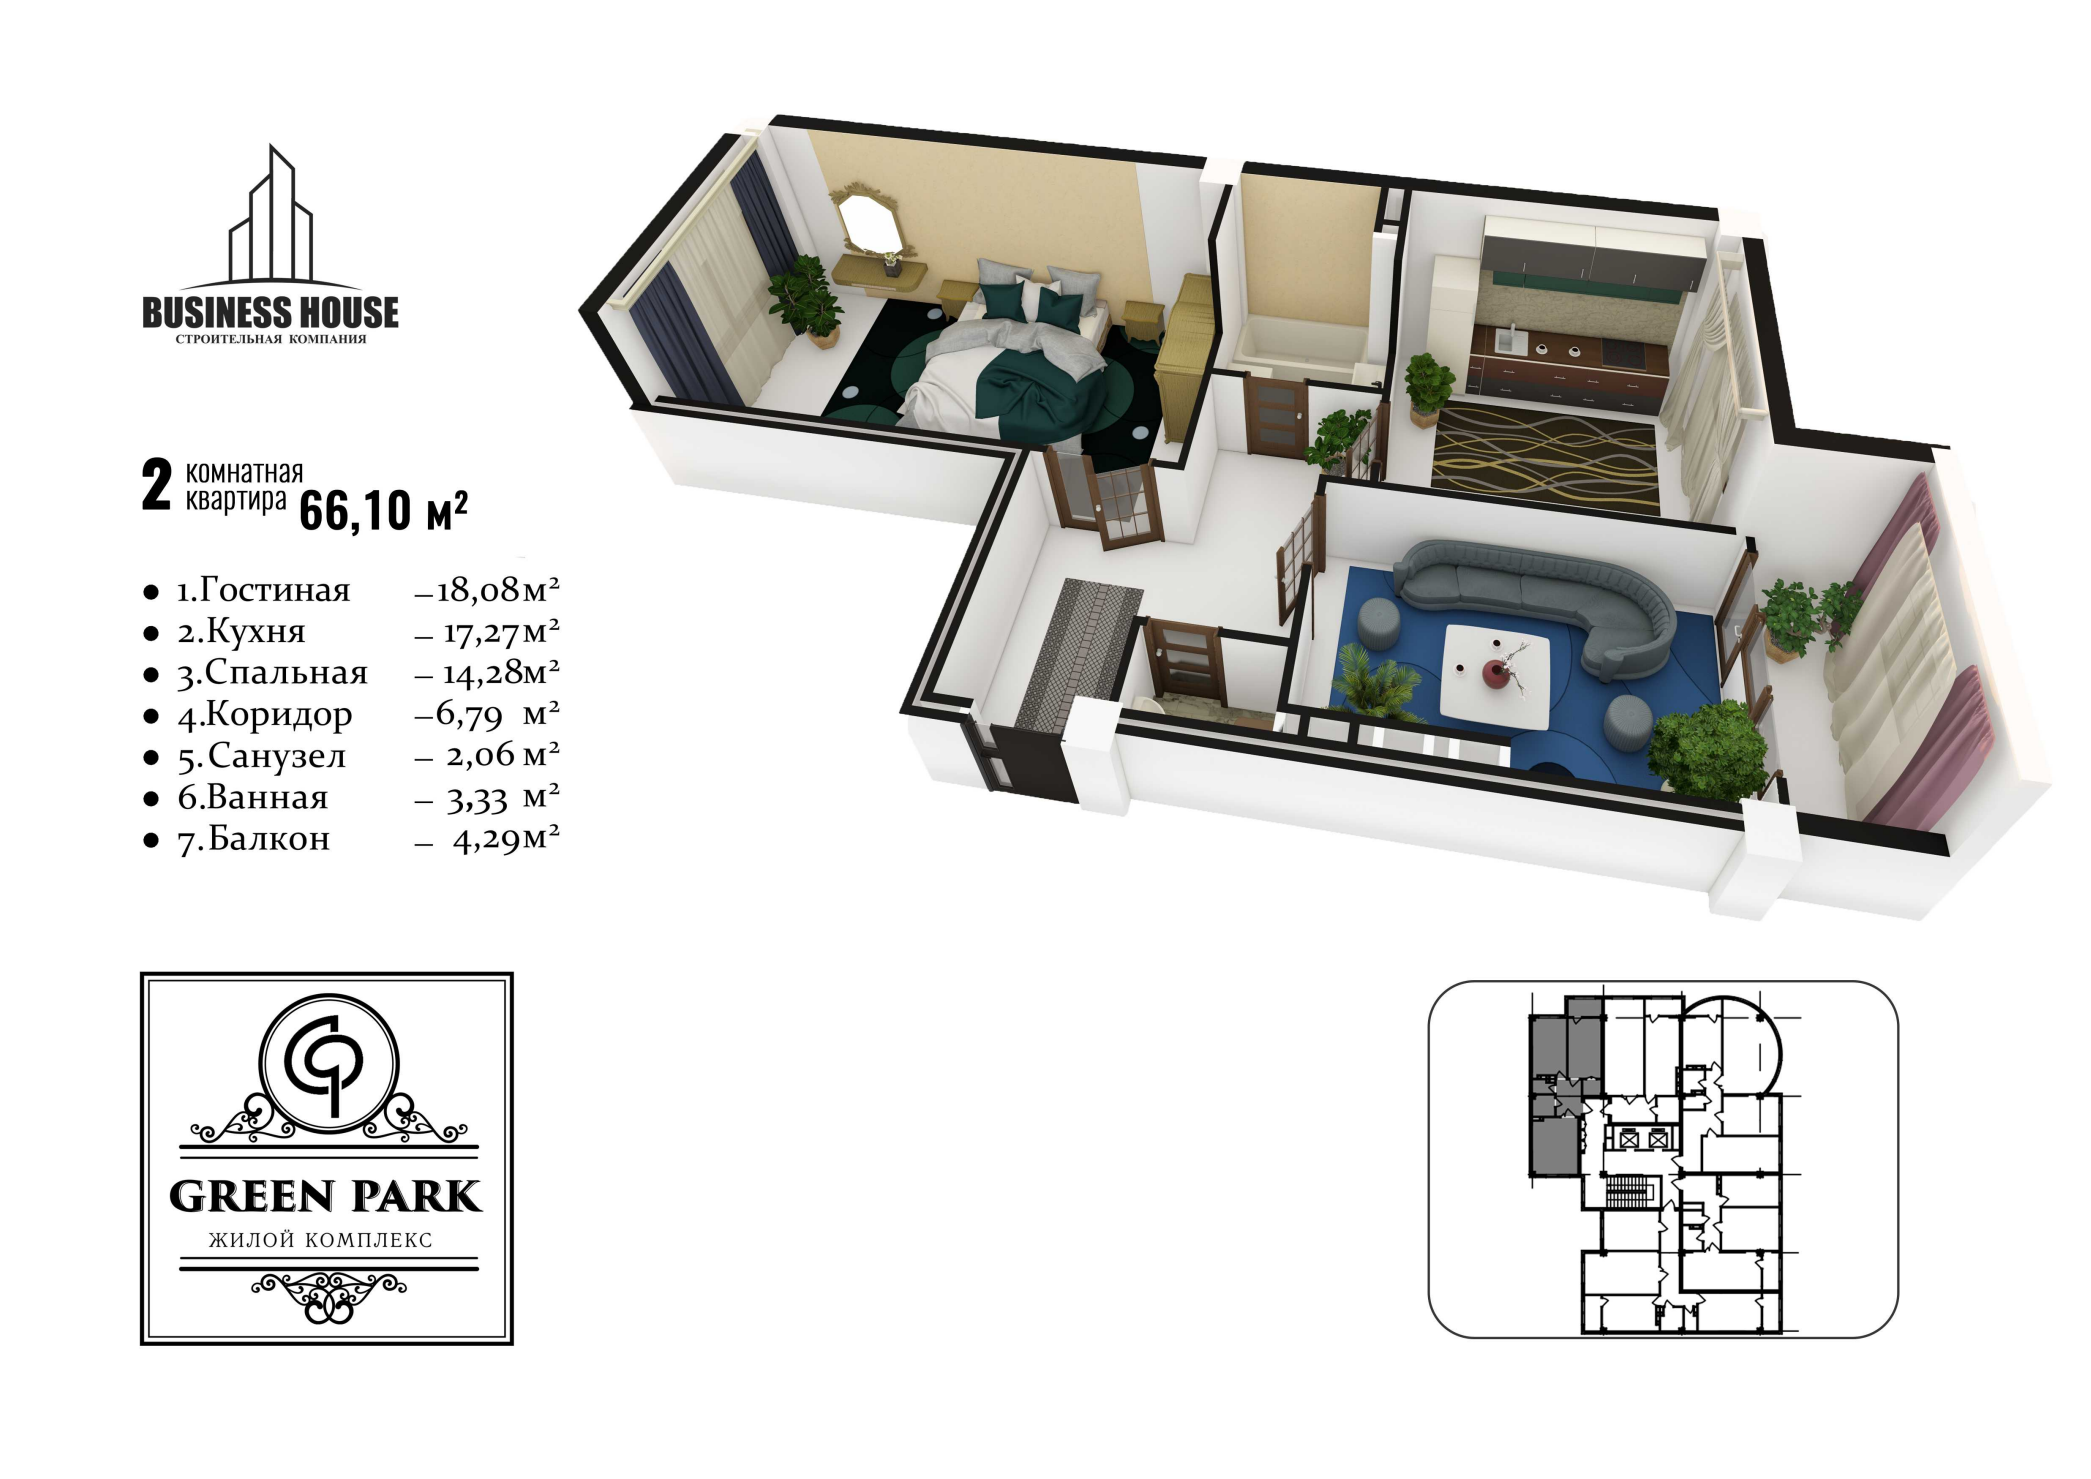 BUSINESS HOUSE
СТРОИТЕЛЬНАЯ КОМПАНИЯ
2 комнатная
квартира 66,10 м²
• 1.Гостиная –18,08м²
• 2.Кухня – 17,27м²
• 3.Спальная – 14,28м²
• 4.Коридор –6,79 м²
• 5.Санузел – 2,06 м²
• 6.Ванная – 3,33 м²
• 7.Балкон – 4,29м²
GREEN PARK
ЖИЛОЙ КОМПЛЕКС